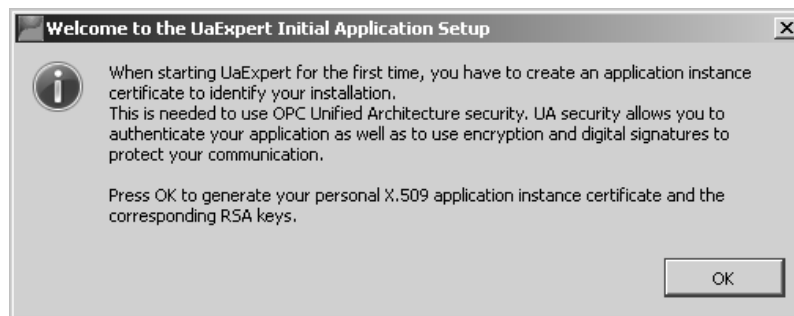 Welcome to the UaExpert Initial Application Setup
When starting UaExpert for the first time, you have to create an application instance
certificate to identify your installation.
This is needed to use OPC Unified Architecture security. UA security allows you to
authenticate your application as well as to use encryption and digital signatures to
protect your communication.
Press OK to generate your personal X.509 application instance certificate and the
corresponding RSA keys.
OK